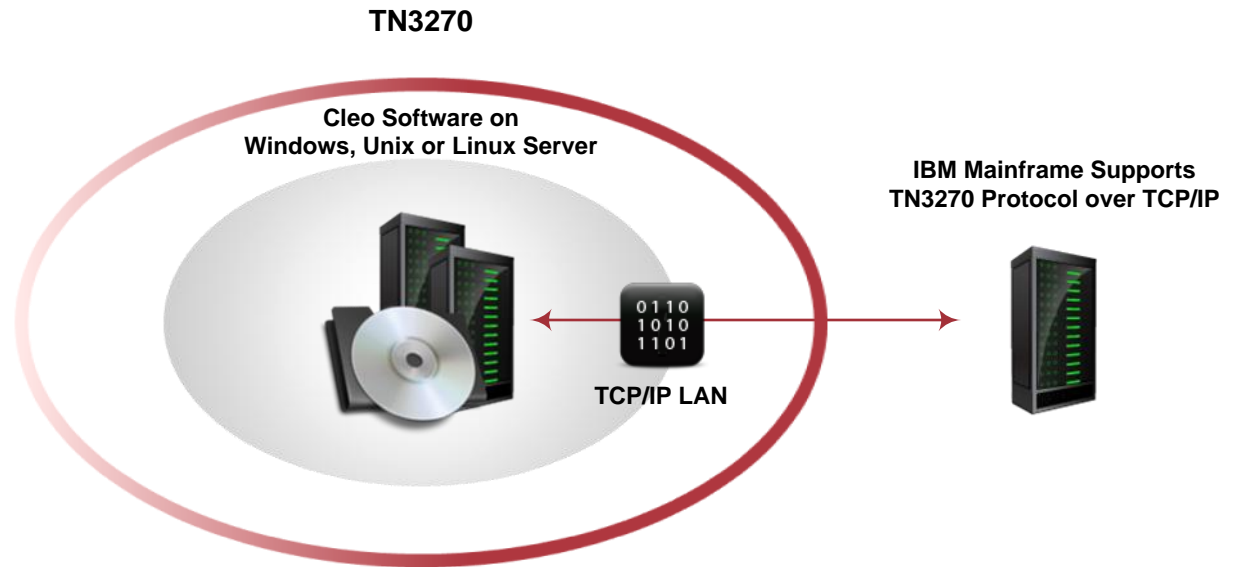 TN3270
Cleo Software on
Windows, Unix or Linux Server
IBM Mainframe Supports
TN3270 Protocol over TCP/IP
0110
1010
1101
TCP/IP LAN